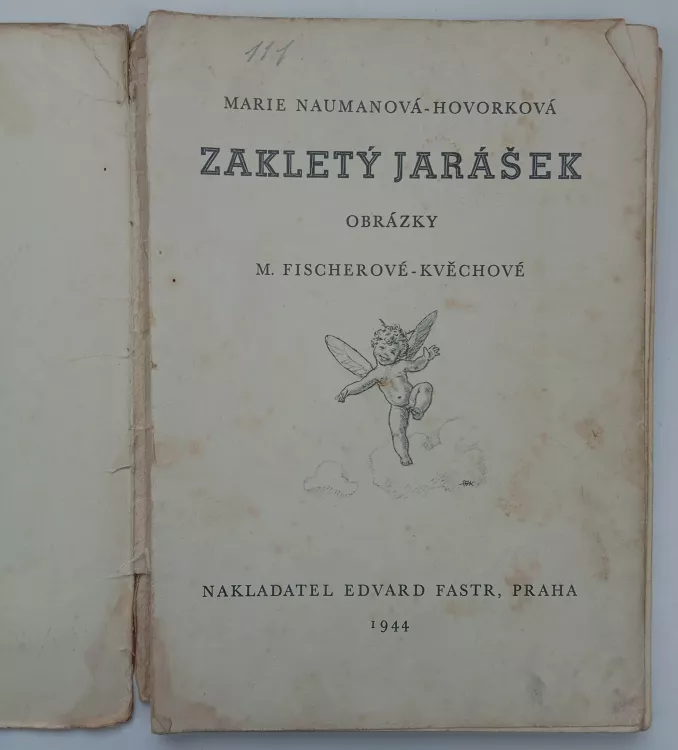 111
MARIE NAUMANOVÁ-HOVORKOVÁ
ZAKLETÝ JARÁŠEK
OBRÁZKY
M. FISCHEROVÉ-KVĚCHOVÉ
NAKLADATEL EDVARD FASTR, PRAHA
1944